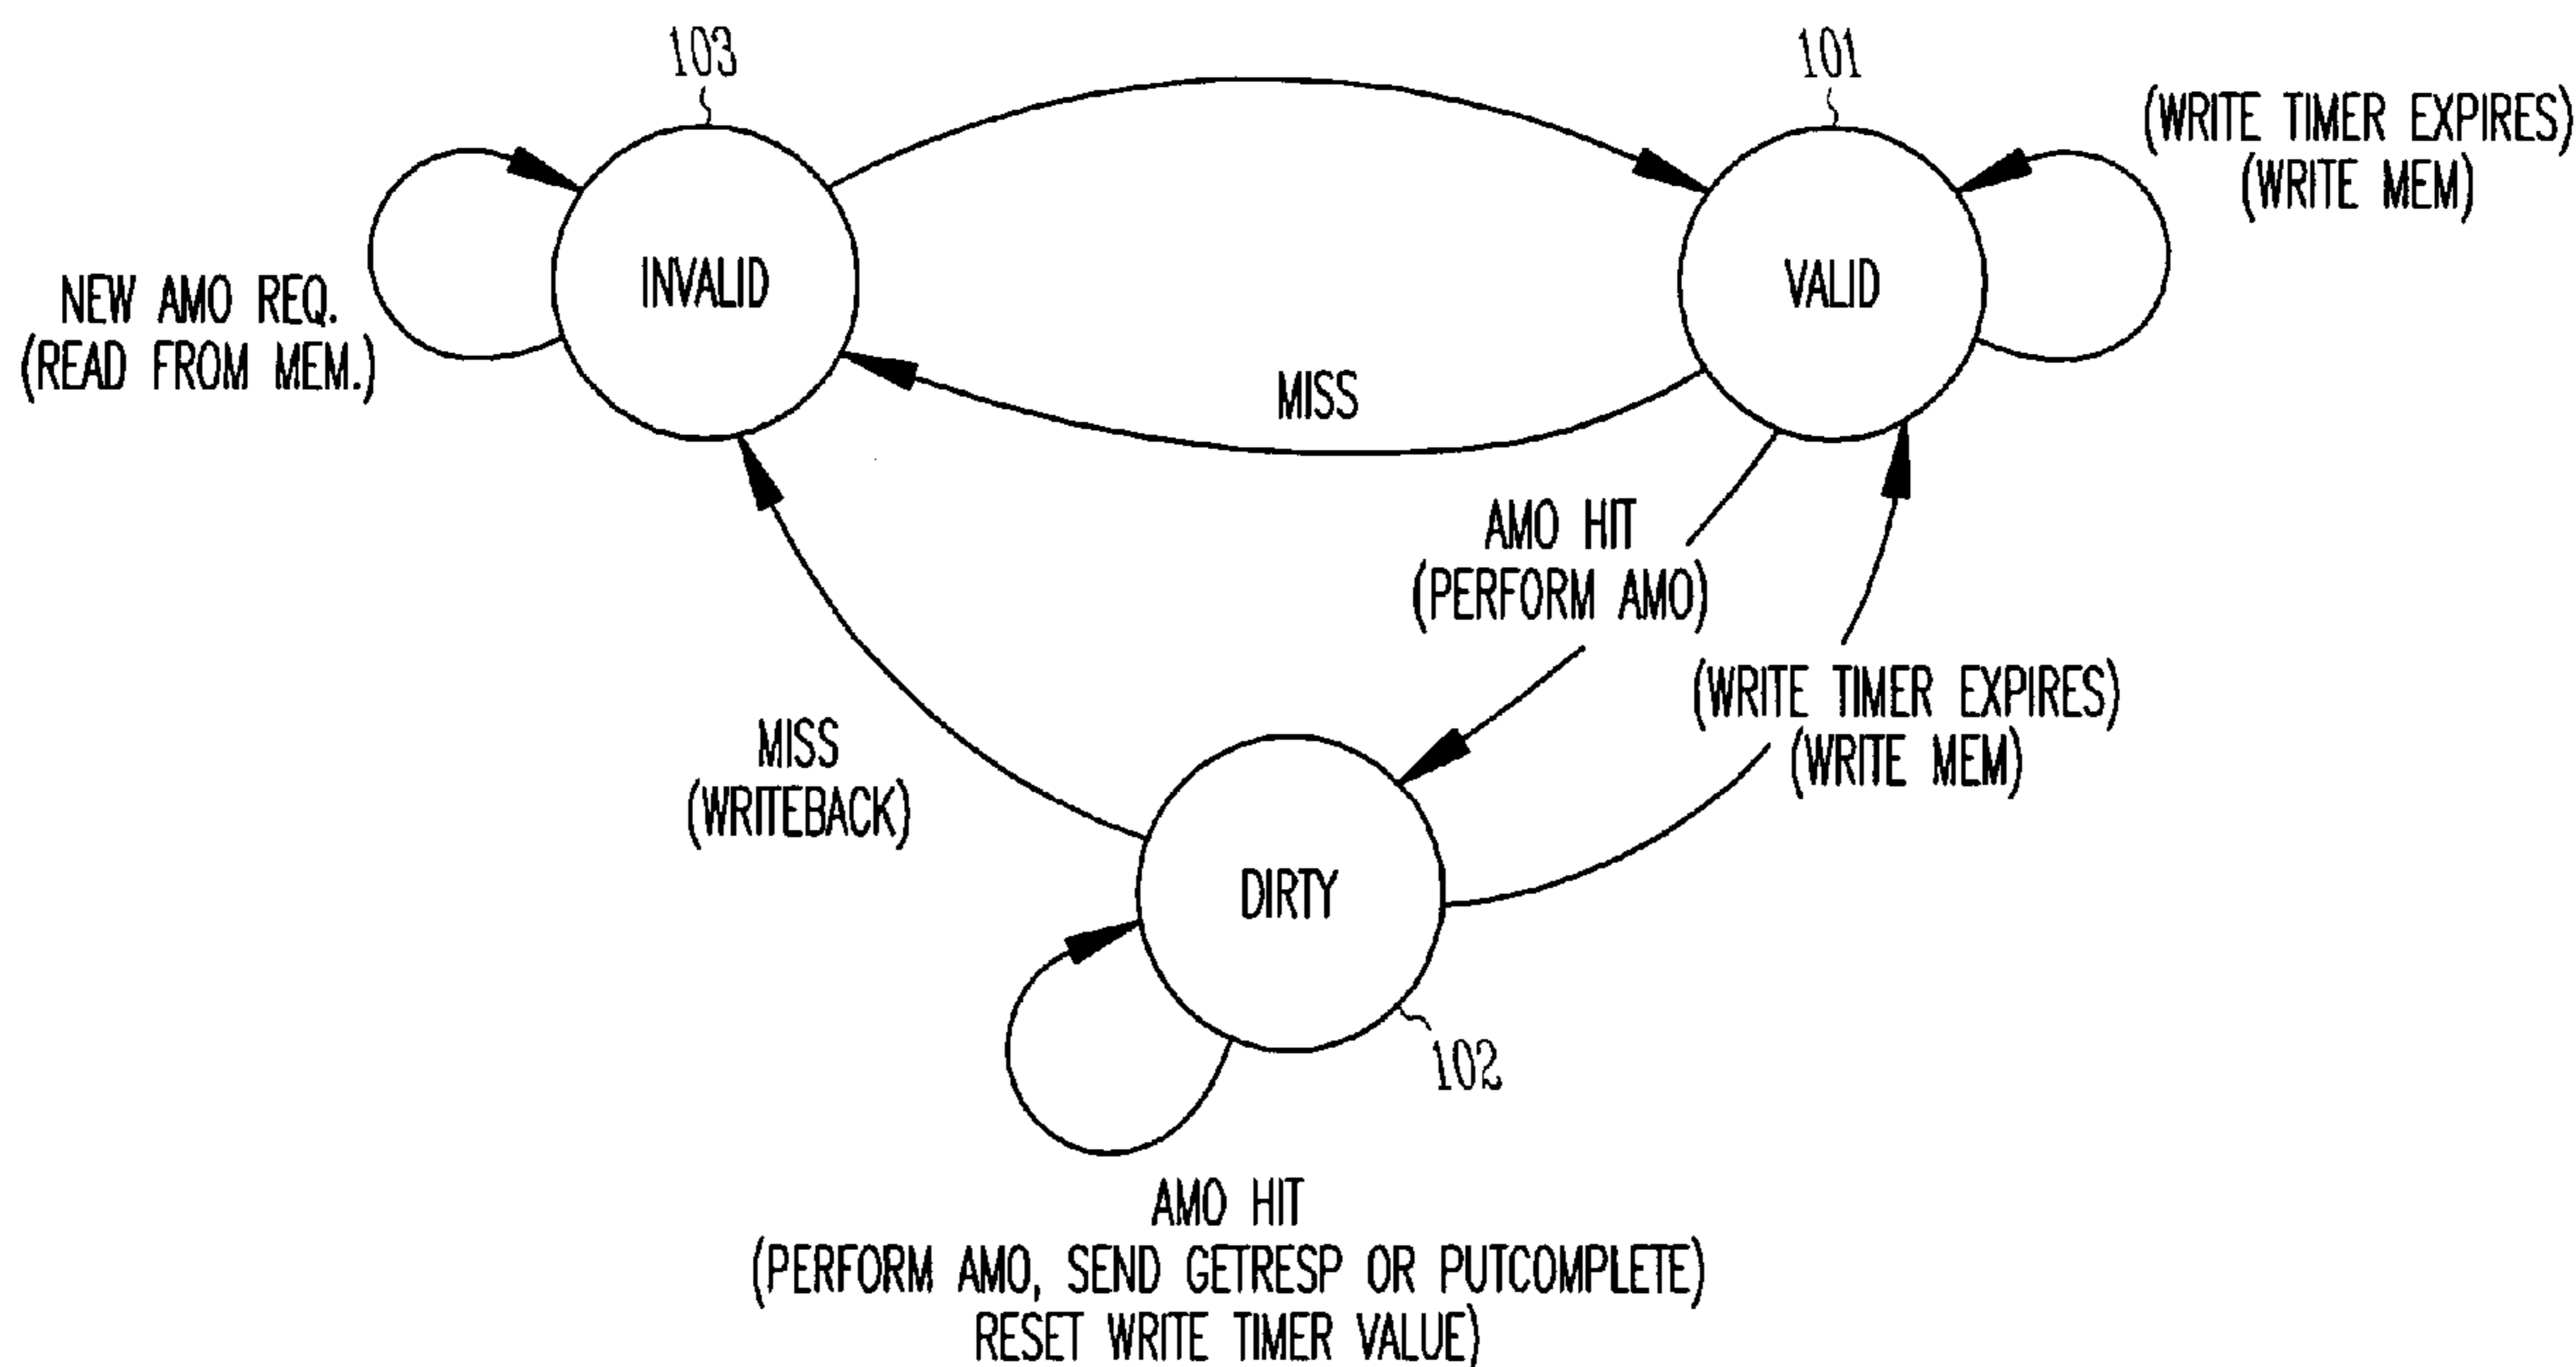 103
101
(WRITE TIMER EXPIRES)
(WRITE MEM)
INVALID
VALID
NEW AMO REQ.
(READ FROM MEM.)
MISS
AMO HIT
(PERFORM AMO)
(WRITE TIMER EXPIRES)
(WRITE MEM)
MISS
(WRITEBACK)
DIRTY
102
AMO HIT
(PERFORM AMO, SEND GETRESP OR PUTCOMPLETE)
RESET WRITE TIMER VALUE)